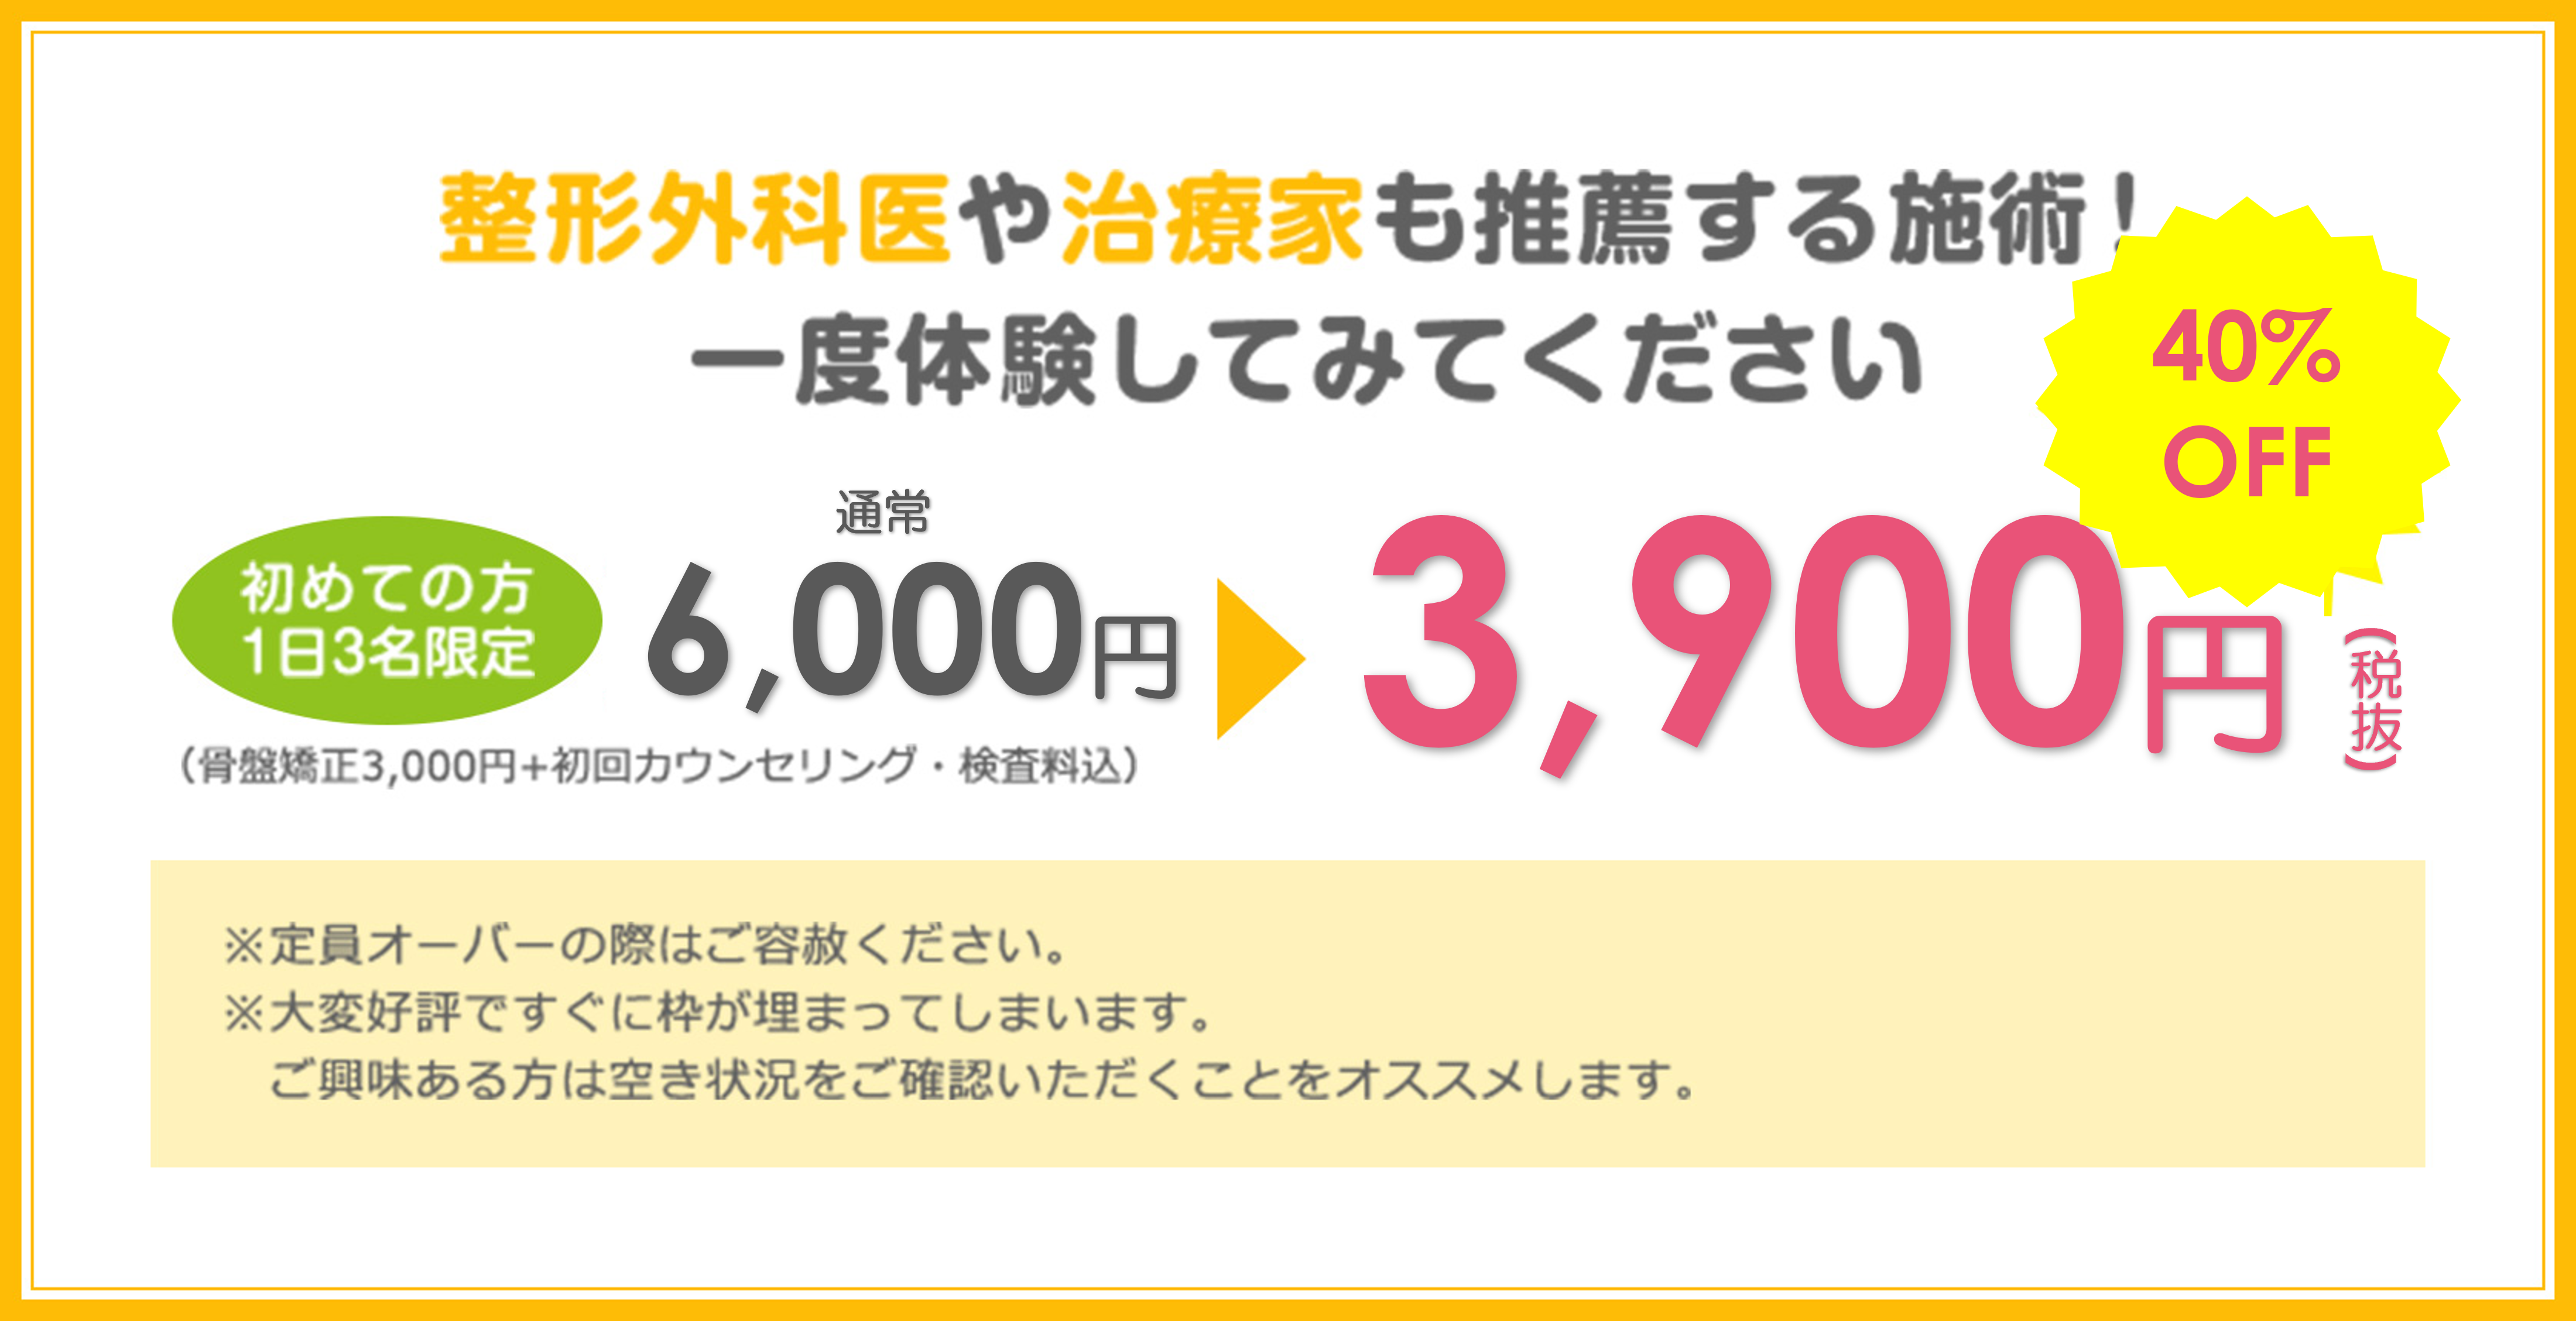 整形外科医や治療家も推薦する施術！
一度体験してみてください
40%
OFF
初めての方
1日3名限定
通常
6,000円
3,900円
（税抜）
（骨盤矯正3,000円+初回カウンセリング・検査料込）
※定員オーバーの際はご容赦ください。
※大変好評ですぐに枠が埋まってしまいます。
ご興味ある方は空き状況をご確認いただくことをオススメします。